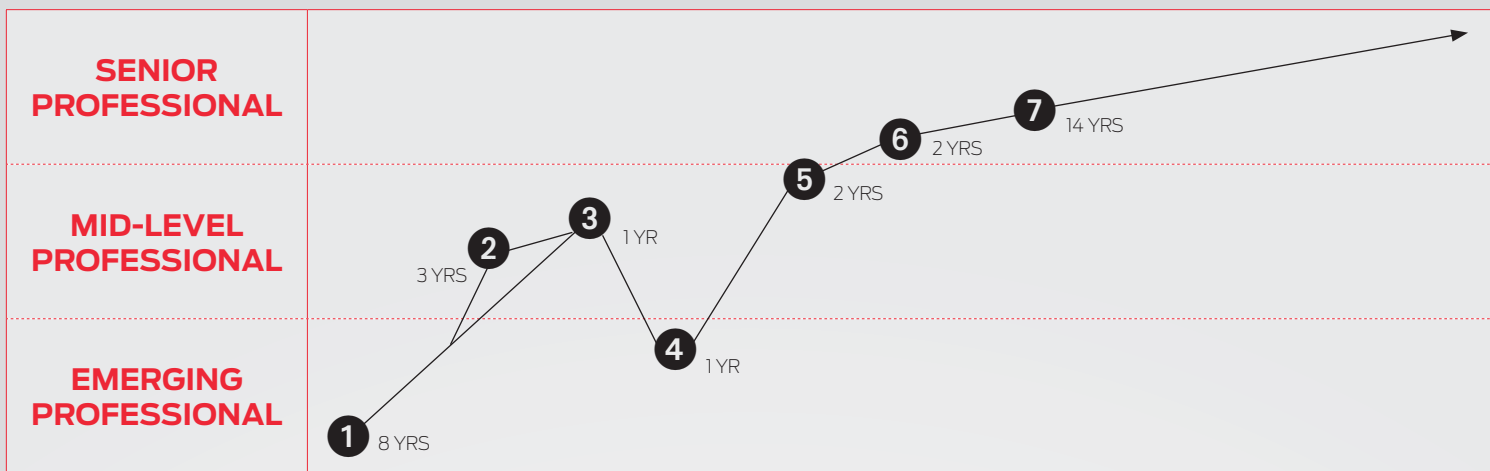 SENIOR
PROFESSIONAL
7
14 YRS
6
2 YRS
MID-LEVEL
PROFESSIONAL
5
2 YRS
3
1 YR
2
3 YRS
EMERGING
PROFESSIONAL
4
1 YR
1
8 YRS